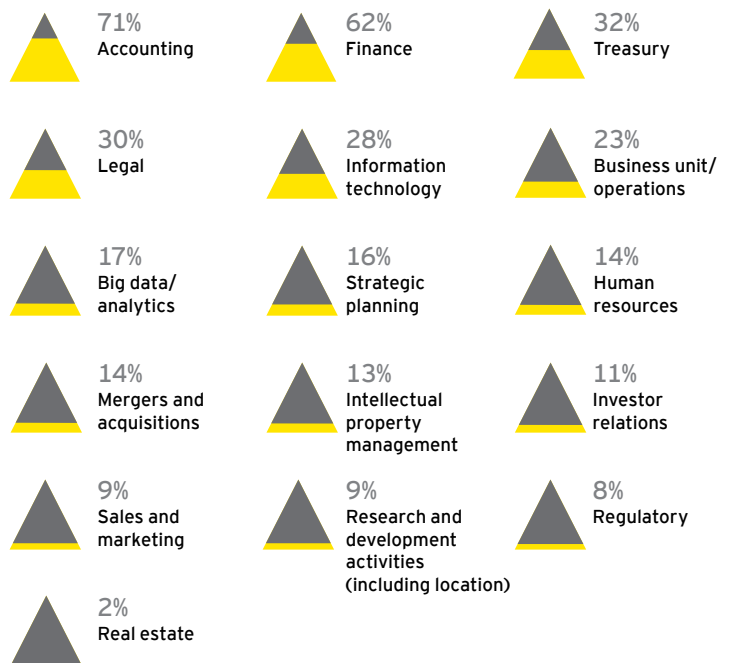 71%
Accounting
62%
Finance
32%
Treasury
30%
Legal
28%
Information
technology
23%
Business unit/
operations
17%
Big data/
analytics
16%
Strategic
planning
14%
Human
resources
14%
Mergers and
acquisitions
13%
Intellectual
property
management
11%
Investor
relations
9%
Sales and
marketing
9%
Research and
development
activities
(including location)
8%
Regulatory
2%
Real estate